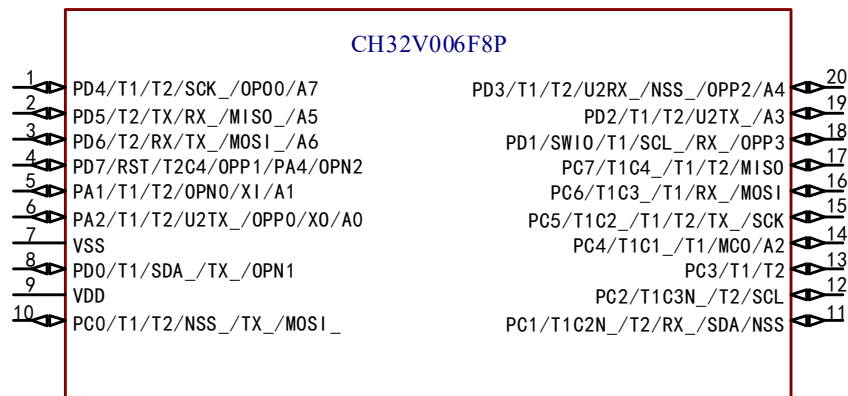 CH32V006F8P
1 PD4/T1/T2/SCK_/OPO0/A7
2 PD5/T2/TX/RX_/MISO_/A5
3 PD6/T2/RX/TX_/MOSI_/A6
4 PD7/RST/T2C4/OPP1/PA4/OPN2
5 PA1/T1/T2/OPN0/XI/A1
6 PA2/T1/T2/U2TX_/OPP0/XO/A0
7 VSS
8 PD0/T1/SDA_/TX_/OPN1
9 VDD
10 PC0/T1/T2/NSS_/TX_/MOSI_
PD3/T1/T2/U2RX_/NSS_/OPP2/A4 20
PD2/T1/T2/U2TX_/A3 19
PD1/SWIO/T1/SCL_/RX_/OPP3 18
PC7/T1C4_/T1/T2/MISO 17
PC6/T1C3_/T1/RX_/MOSI 16
PC5/T1C2_/T1/T2/TX_/SCK 15
PC4/T1C1_/T1/MCO/A2 14
PC3/T1/T2 13
PC2/T1C3N_/T2/SCL 12
PC1/T1C2N_/T2/RX_/SDA/NSS 11